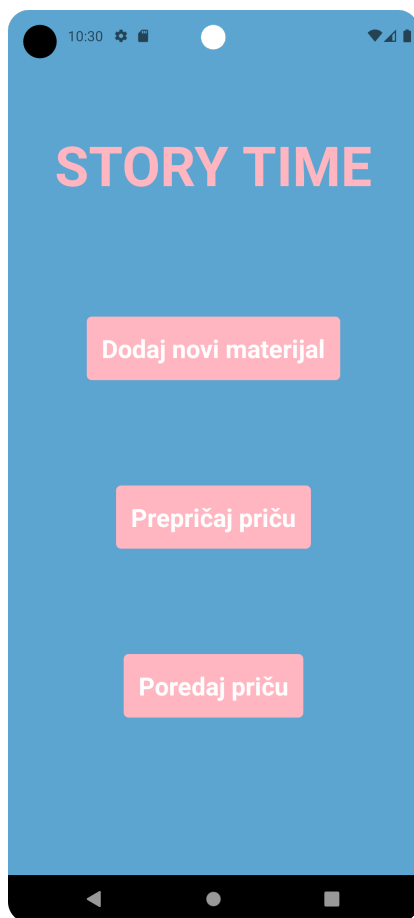 10:30
STORY TIME
Dodaj novi materijal
Prepričaj priču
Poredaj priču